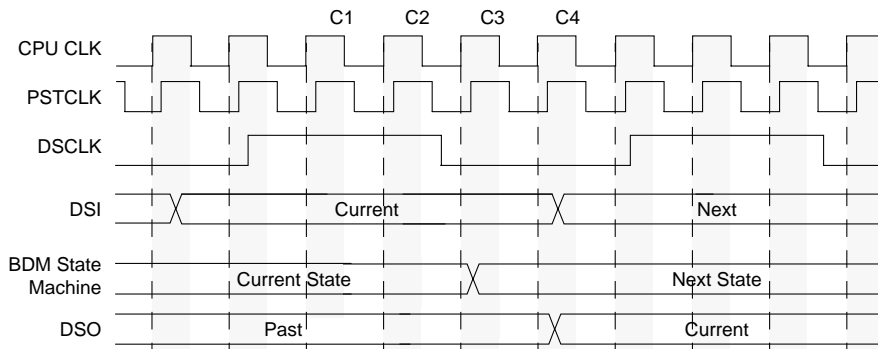 C1 C2 C3 C4
CPU CLK
PSTCLK
DSCLK
DSI Current Next
BDM State
Machine Current State Next State
DSO Past Current